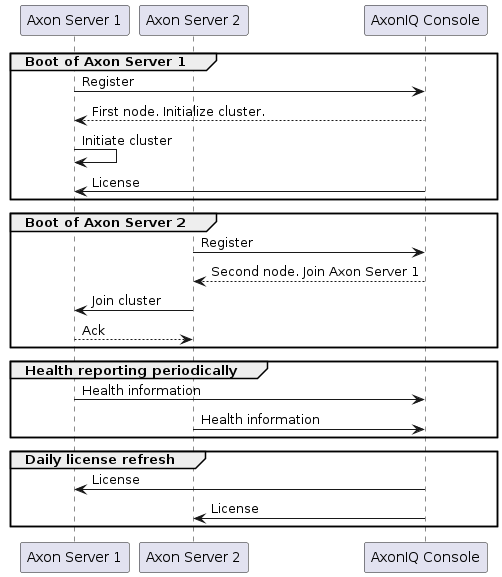 Axon Server 1 Axon Server 2 AxonIQ Console
Boot of Axon Server 1
Register
First node. Initialize cluster.
Initiate cluster
License
Boot of Axon Server 2
Register
Second node. Join Axon Server 1
Join cluster
Ack
Health reporting periodically
Health information
Health information
Daily license refresh
License
License
Axon Server 1 Axon Server 2 AxonIQ Console